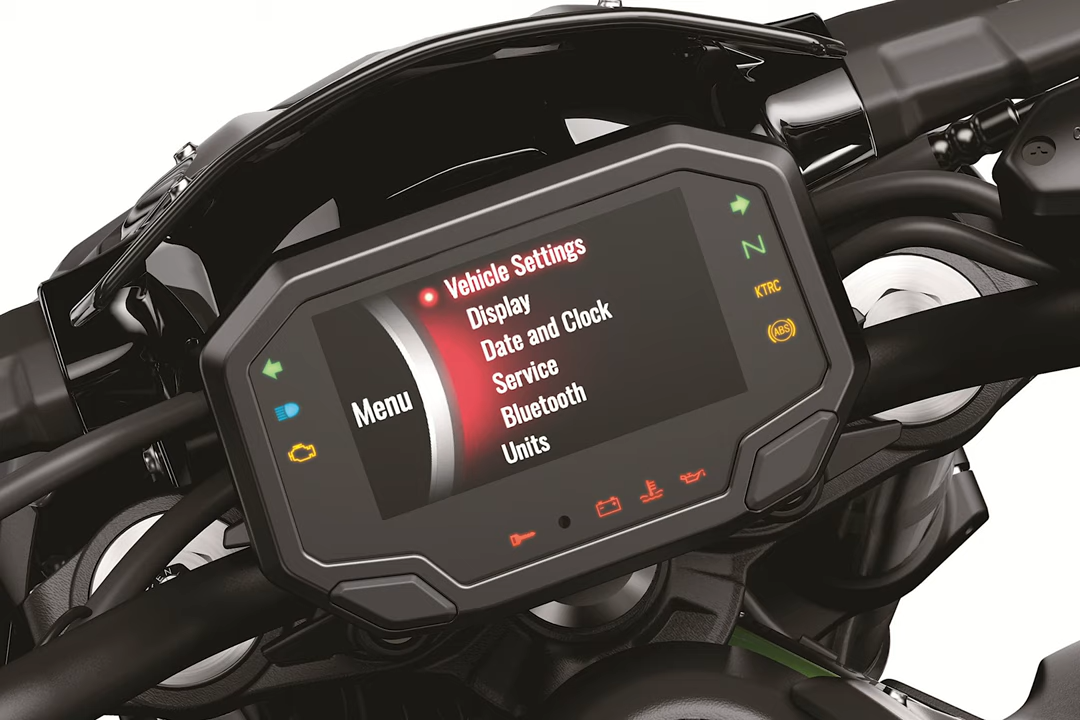 Menu
Vehicle Settings
Display
Date and Clock
Service
Bluetooth
Units
N
KTRC
ABS